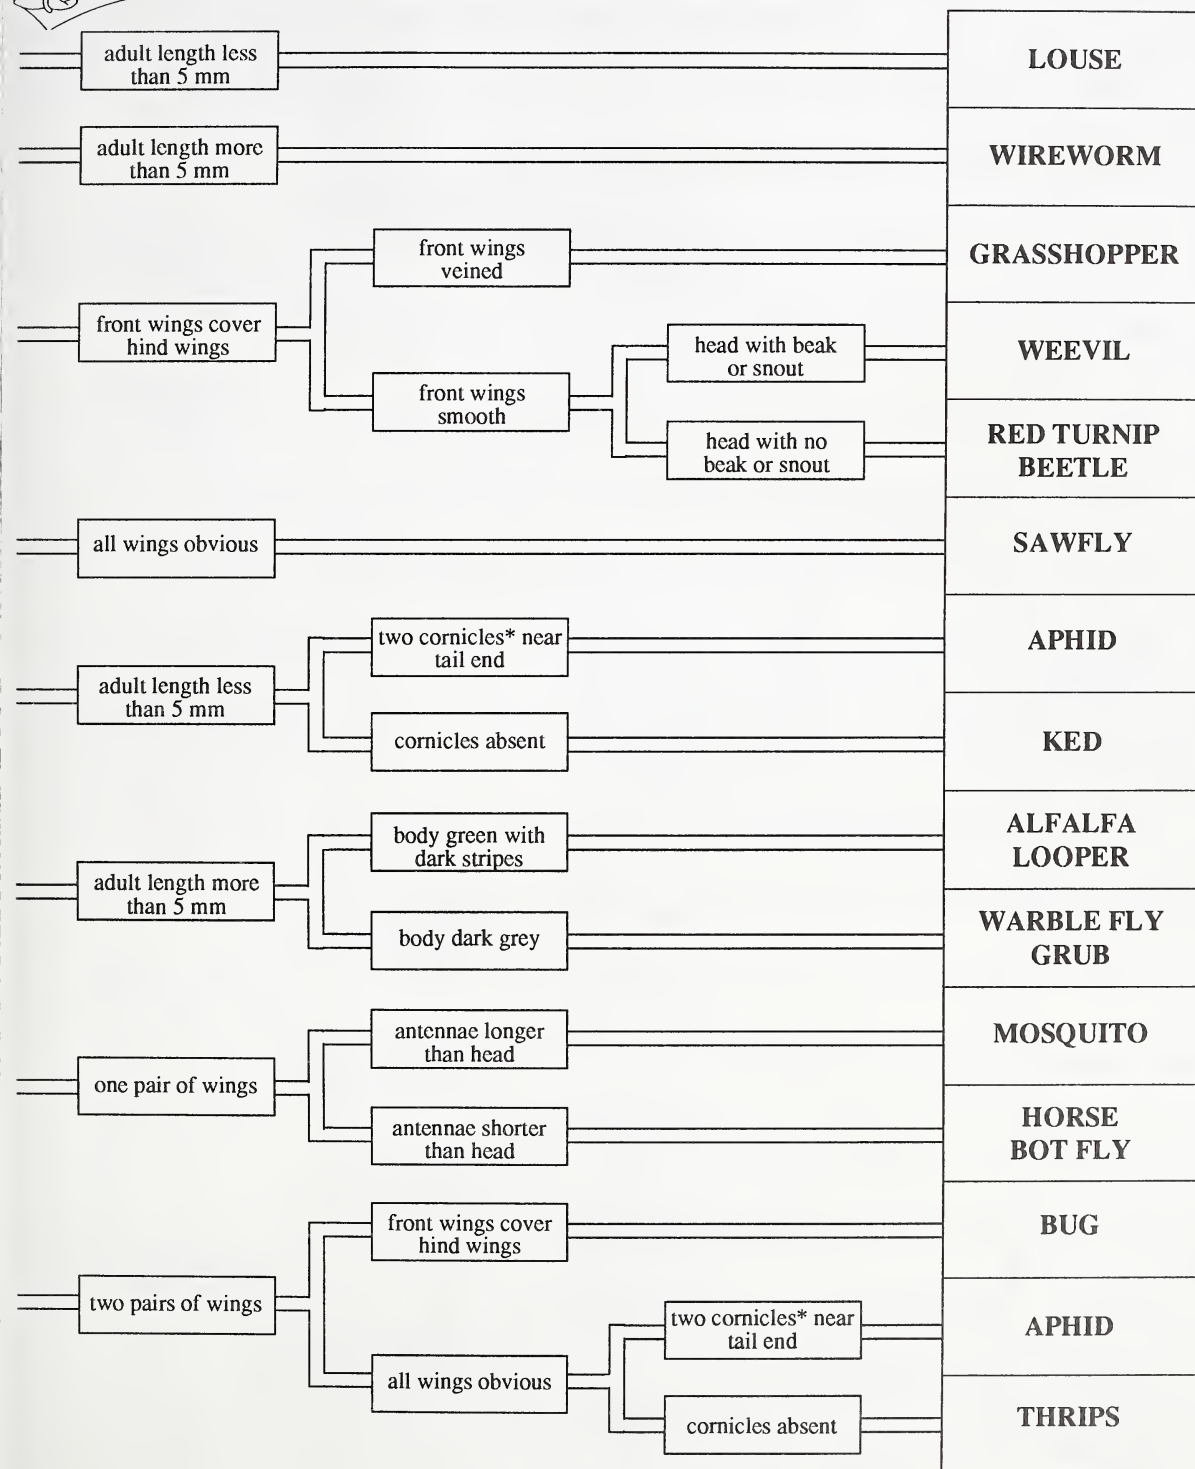 adult length less
than 5 mm
LOUSE
adult length more
than 5 mm
WIREWORM
front wings
veined
GRASSHOPPER
front wings cover
hind wings
head with beak
or snout
WEEVIL
front wings
smooth
head with no
beak or snout
RED TURNIP
BEETLE
all wings obvious
SAWFLY
two cornicles* near
tail end
APHID
adult length less
than 5 mm
cornicles absent
KED
body green with
dark stripes
ALFALFA
LOOPER
adult length more
than 5 mm
body dark grey
WARBLE FLY
GRUB
antennae longer
than head
MOSQUITO
one pair of wings
antennae shorter
than head
HORSE
BOT FLY
front wings cover
hind wings
BUG
two pairs of wings
two cornicles* near
tail end
APHID
all wings obvious
cornicles absent
THRIPS